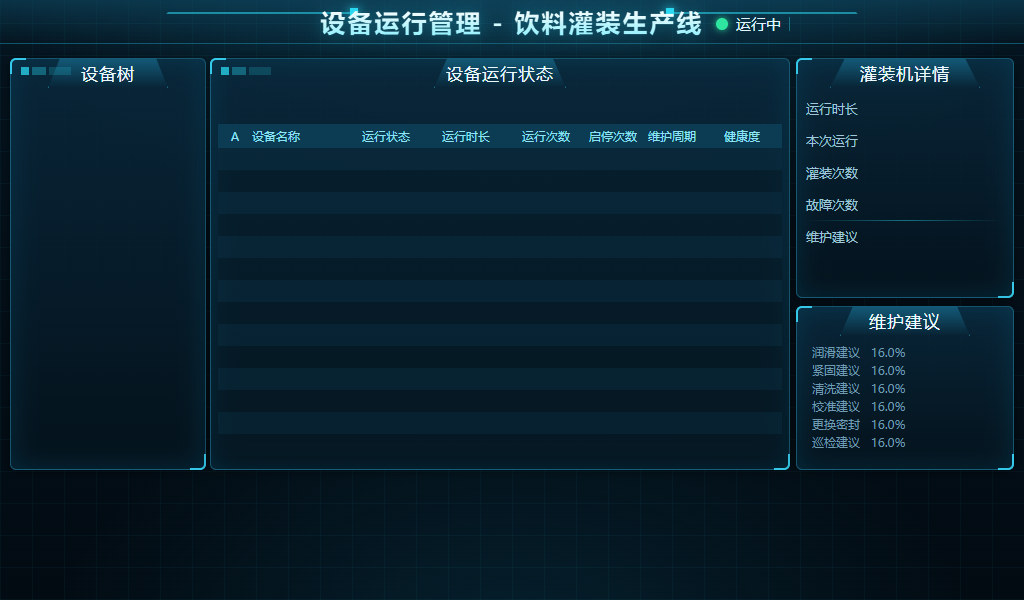 设备运行管理 - 饮料灌装生产线 运行中
设备树
设备运行状态
A 设备名称 运行状态 运行时长 运行次数 启停次数 维护周期 健康度
灌装机详情
运行时长
本次运行
灌装次数
故障次数
维护建议
维护建议
润滑建议 16.0%
紧固建议 16.0%
清洗建议 16.0%
校准建议 16.0%
更换密封 16.0%
巡检建议 16.0%